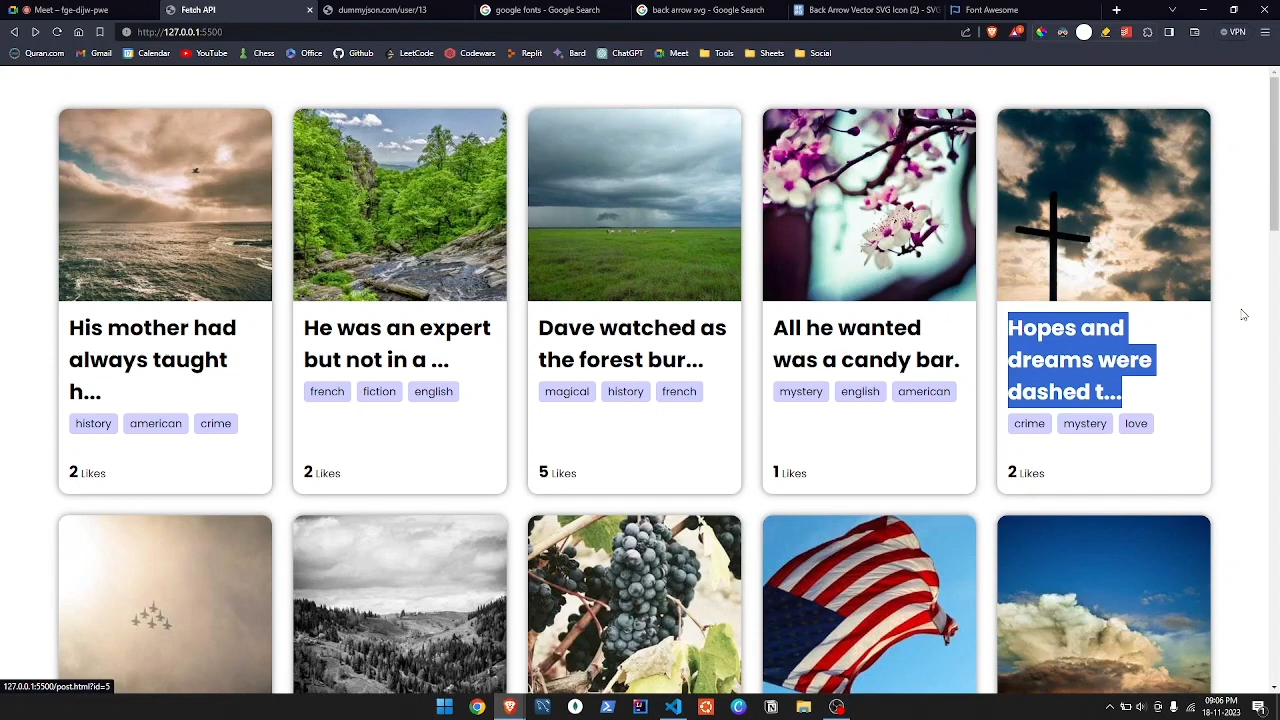 Meet – fge-dijw-pwe
Fetch API
dummyjson.com/user/13
google fonts - Google Search
back arrow svg - Google Search
Back Arrow Vector SVG Icon (2) - SVG
Font Awesome
http://127.0.0.1:5500
VPN
Quran.com
Gmail
Calendar
YouTube
Chess
Office
Github
LeetCode
Codewars
Replit
Bard
ChatGPT
Meet
Tools
Sheets
Social
His mother had
always taught
h...
history american crime
2 Likes
He was an expert
but not in a ...
french fiction english
2 Likes
Dave watched as
the forest bur...
magical history french
5 Likes
All he wanted
was a candy bar.
mystery english american
1 Likes
Hopes and
dreams were
dashed t...
crime mystery love
2 Likes
127.0.0.1:5500/post.html?id=5
09:06 PM
18-11-2023